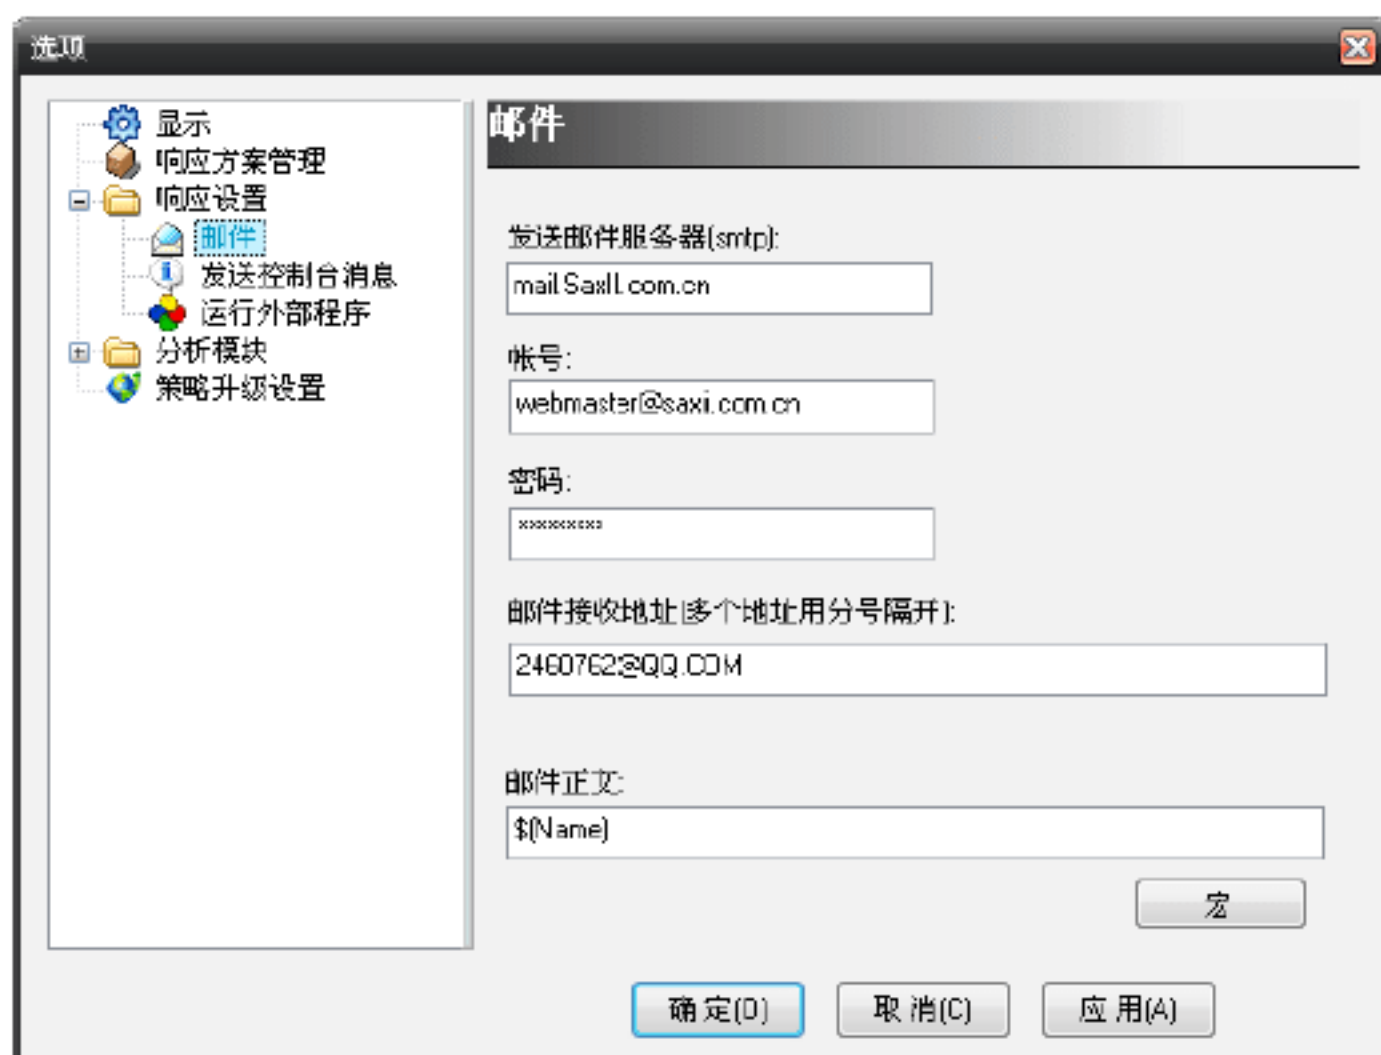 选项
显示
响应方案管理
响应设置
邮件
发送控制台消息
运行外部程序
分析模块
策略升级设置
邮件
发送邮件服务器(smtp):
mail.SaxII.com.cn
帐号:
webmaster@saxii.com.cn
密码:
*********
邮件接收地址(多个地址用分号隔开):
2460762@QQ.COM
邮件正文:
$(Name)
宏
确 定(O)
取 消(C)
应 用(A)